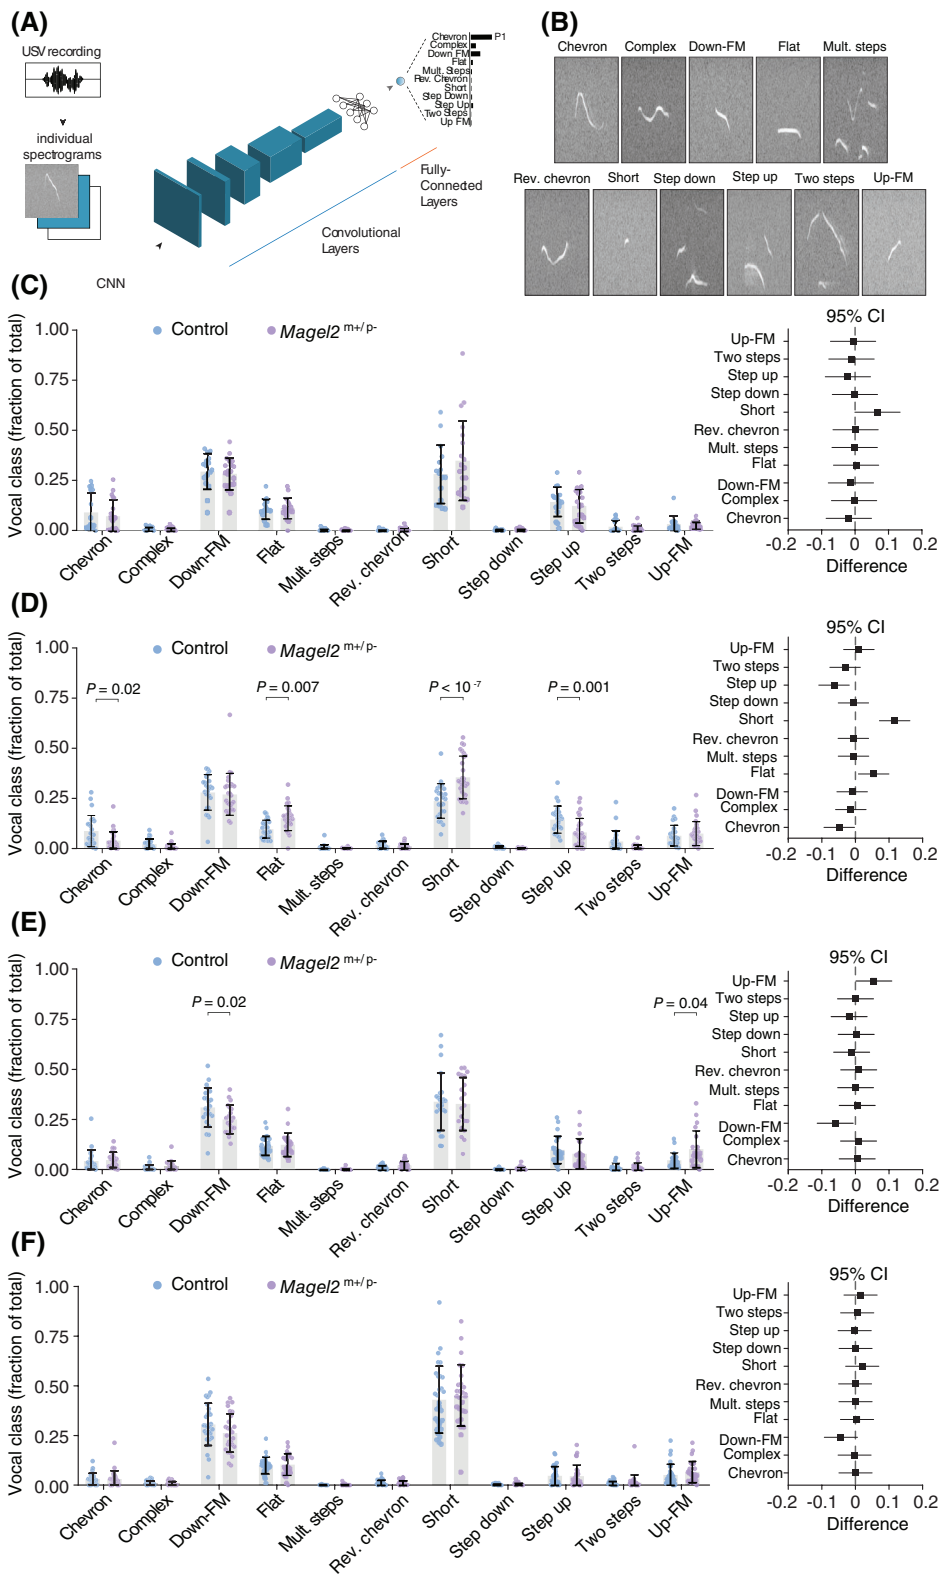 (A)
USV recording
individual
spectrograms
CNN
Convolutional
Layers
Fully-
Connected
Layers
Chevron
P1
Complex
Down FM
Flat
Mult. Steps
Rev. Chevron
Short
Step Down
Step Up
Two Steps
Up FM
(B)
Chevron Complex Down-FM Flat Mult. steps
Rev. chevron Short Step down Step up Two steps Up-FM
(C)
Control Magel2 m+/p-
Vocal class (fraction of total)
1.00
0.75
0.50
0.25
0.00
Chevron Complex Down-FM Flat Mult. steps Rev. chevron Short Step down Step up Two steps Up-FM
95% CI
Up-FM
Two steps
Step up
Step down
Short
Rev. chevron
Mult. steps
Flat
Down-FM
Complex
Chevron
-0.2 -0.1 0 0.1 0.2
Difference
(D)
Control Magel2 m+/p-
Vocal class (fraction of total)
1.00
0.75
0.50
0.25
0.00
P = 0.02 P = 0.007 P < 10 -7 P = 0.001
Chevron Complex Down-FM Flat Mult. steps Rev. chevron Short Step down Step up Two steps Up-FM
95% CI
Up-FM
Two steps
Step up
Step down
Short
Rev. chevron
Mult. steps
Flat
Down-FM
Complex
Chevron
-0.2 -0.1 0 0.1 0.2
Difference
(E)
Control Magel2 m+/p-
Vocal class (fraction of total)
1.00
0.75
0.50
0.25
0.00
P = 0.02 P = 0.04
Chevron Complex Down-FM Flat Mult. steps Rev. chevron Short Step down Step up Two steps Up-FM
95% CI
Up-FM
Two steps
Step up
Step down
Short
Rev. chevron
Mult. steps
Flat
Down-FM
Complex
Chevron
-0.2 -0.1 0 0.1 0.2
Difference
(F)
Control Magel2 m+/p-
Vocal class (fraction of total)
1.00
0.75
0.50
0.25
0.00
Chevron Complex Down-FM Flat Mult. steps Rev. chevron Short Step down Step up Two steps Up-FM
95% CI
Up-FM
Two steps
Step up
Step down
Short
Rev. chevron
Mult. steps
Flat
Down-FM
Complex
Chevron
-0.2 -0.1 0 0.1 0.2
Difference